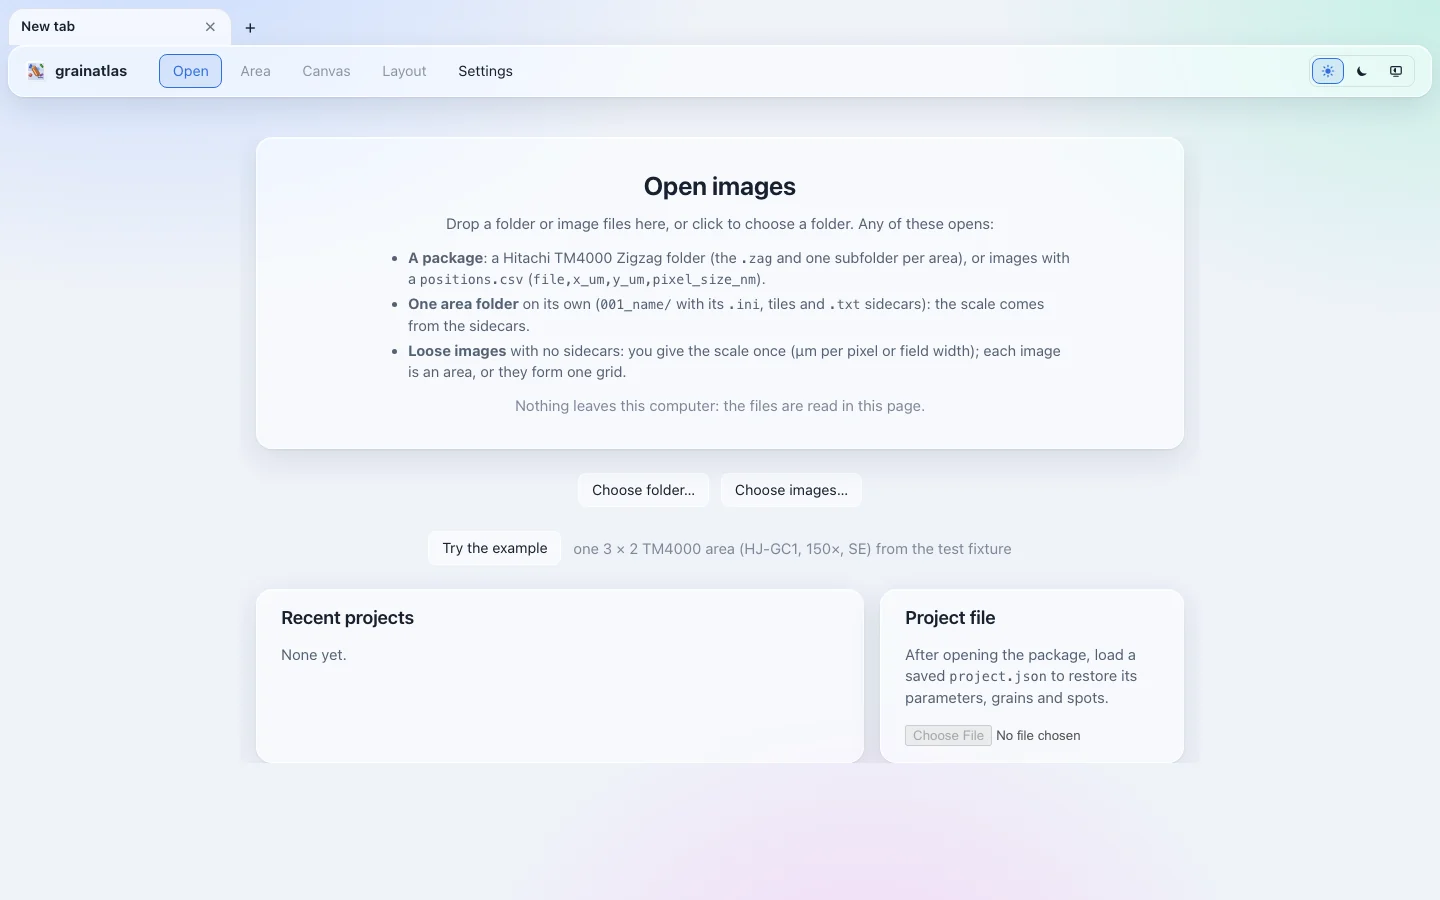 New tab
grainatlas
Open
Area
Canvas
Layout
Settings
Open images
Drop a folder or image files here, or click to choose a folder. Any of these opens:
A package: a Hitachi TM4000 Zigzag folder (the .zag and one subfolder per area), or images with
a positions.csv (file,x_um,y_um,pixel_size_nm).
One area folder on its own (001_name/ with its .ini, tiles and .txt sidecars): the scale comes
from the sidecars.
Loose images with no sidecars: you give the scale once (µm per pixel or field width); each image
is an area, or they form one grid.
Nothing leaves this computer: the files are read in this page.
Choose folder…
Choose images…
Try the example
one 3 × 2 TM4000 area (HJ-GC1, 150×, SE) from the test fixture
Recent projects
None yet.
Project file
After opening the package, load a
saved project.json to restore its
parameters, grains and spots.
Choose File No file chosen